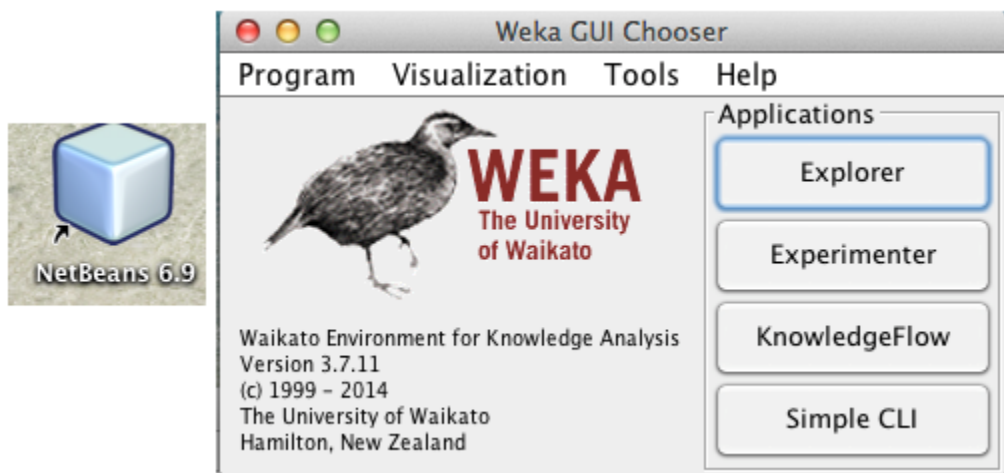 NetBeans 6.9
Weka GUI Chooser
Program Visualization Tools Help
WEKA
The University
of Waikato
Waikato Environment for Knowledge Analysis
Version 3.7.11
(c) 1999 – 2014
The University of Waikato
Hamilton, New Zealand
Applications
Explorer
Experimenter
KnowledgeFlow
Simple CLI